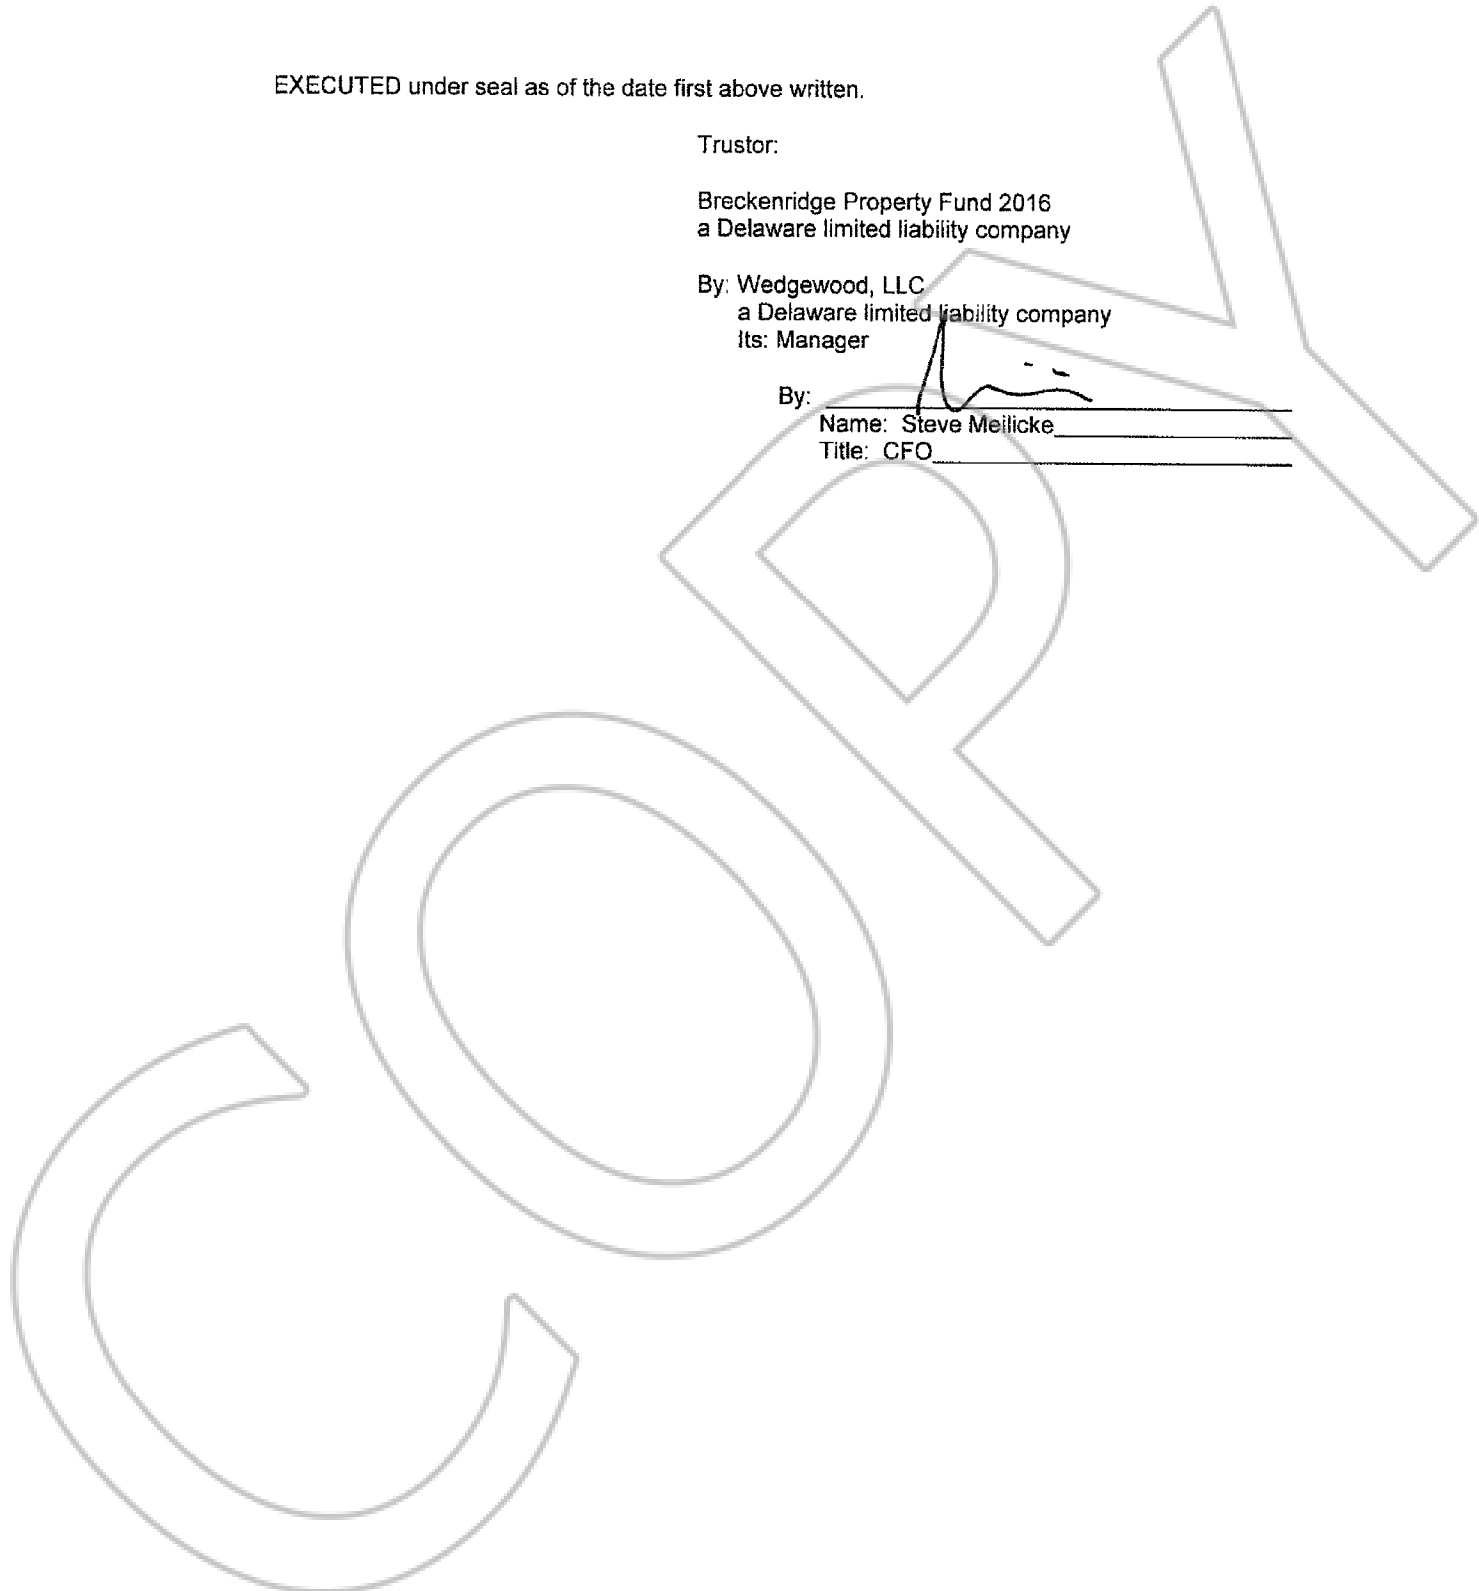 EXECUTED under seal as of the date first above written.
Trustor:
Breckenridge Property Fund 2016
a Delaware limited liability company
By: Wedgewood, LLC
a Delaware limited liability company
Its: Manager
By:
Name: Steve Meilicke
Title: CFO
COPY